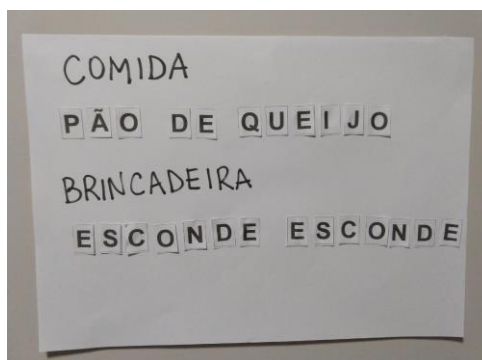 COMIDA
PÃO DE QUEIJO
BRINCADEIRA
ESCONDE ESCONDE